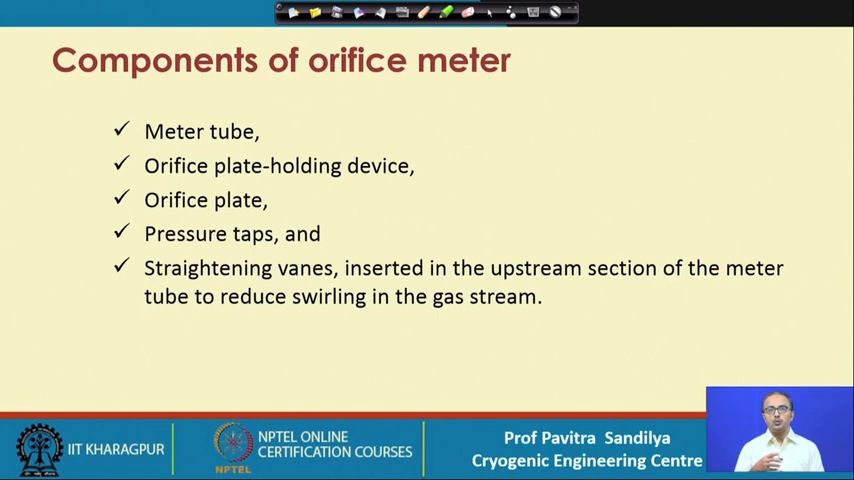 Components of orifice meter
✓ Meter tube,
✓ Orifice plate-holding device,
✓ Orifice plate,
✓ Pressure taps, and
✓ Straightening vanes, inserted in the upstream section of the meter
tube to reduce swirling in the gas stream.
IIT KHARAGPUR
NPTEL
NPTEL ONLINE
CERTIFICATION COURSES
Prof Pavitra Sandilya
Cryogenic Engineering Centre